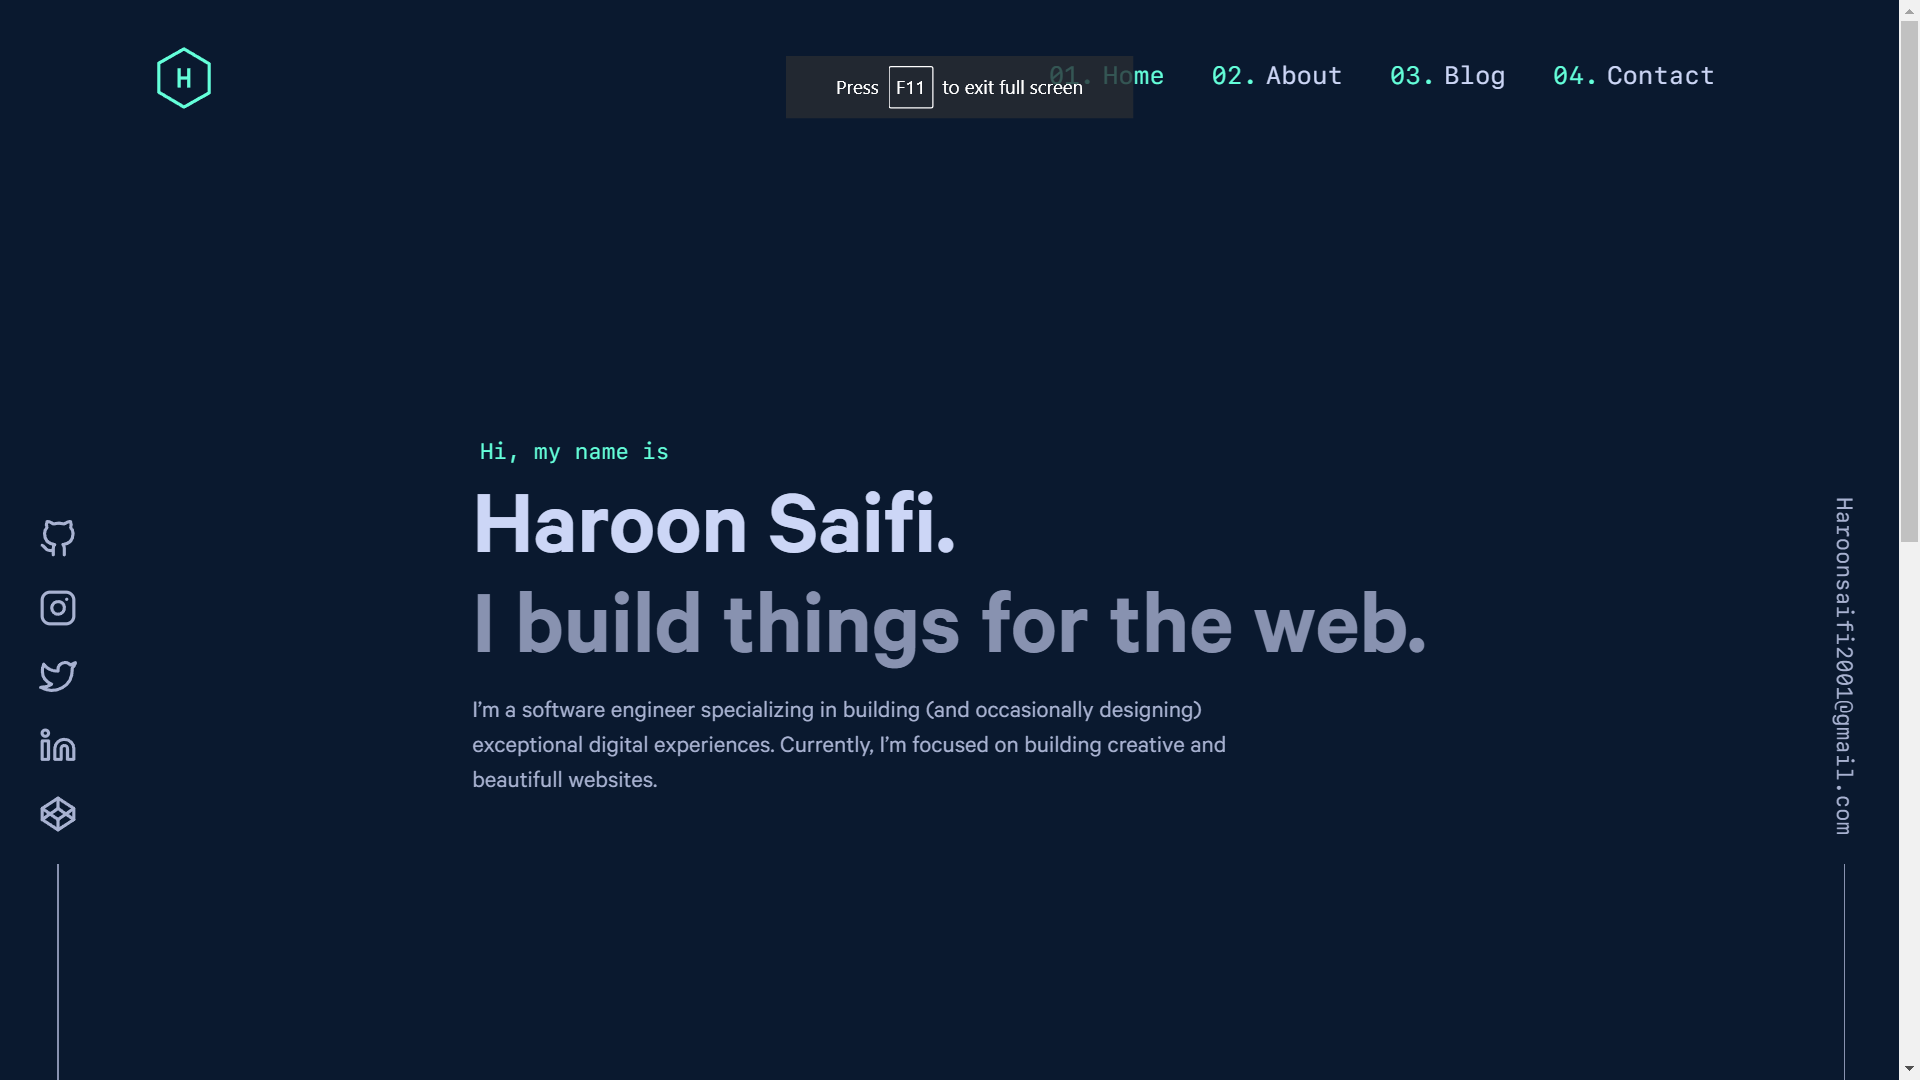 H
Press F11 to exit full screen
01. Home
02. About
03. Blog
04. Contact
Hi, my name is
Haroon Saifi.
I build things for the web.
I’m a software engineer specializing in building (and occasionally designing)
exceptional digital experiences. Currently, I’m focused on building creative and
beautifull websites.
Haroonsaifi2001@gmail.com